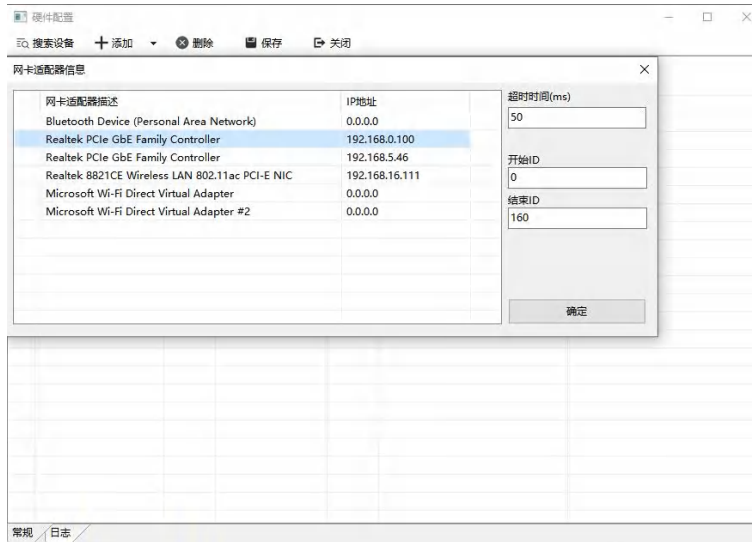 硬件配置
搜索设备 添加 删除 保存 关闭
网卡适配器信息
网卡适配器描述 IP地址
Bluetooth Device (Personal Area Network) 0.0.0.0
Realtek PCIe GbE Family Controller 192.168.0.100
Realtek PCIe GbE Family Controller 192.168.5.46
Realtek 8821CE Wireless LAN 802.11ac PCI-E NIC 192.168.16.111
Microsoft Wi-Fi Direct Virtual Adapter 0.0.0.0
Microsoft Wi-Fi Direct Virtual Adapter #2 0.0.0.0
超时时间(ms)
50
开始ID
0
结束ID
160
确定
常规 日志